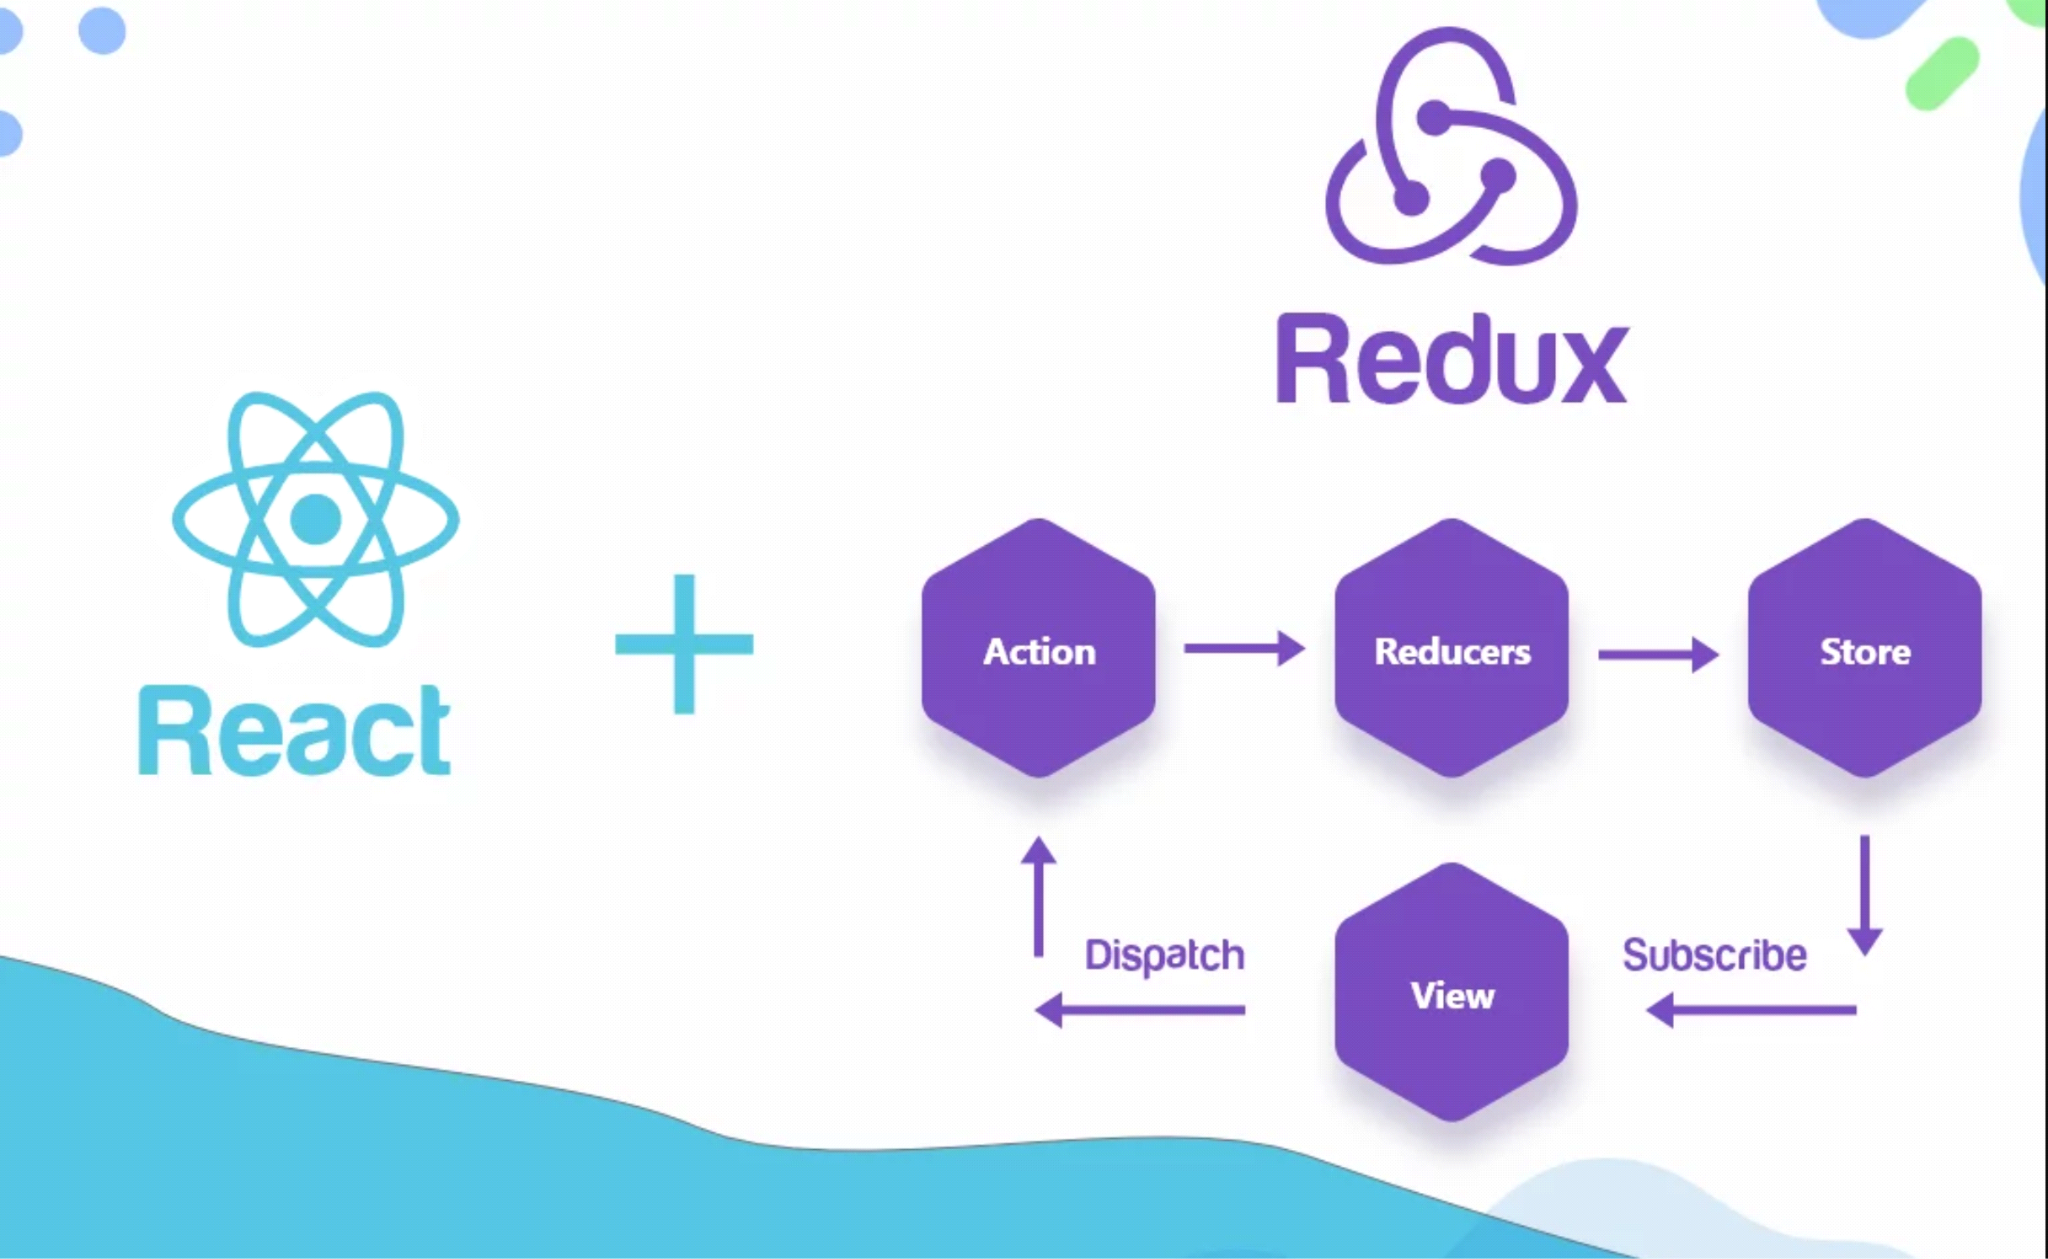 Redux
React
Action
Reducers
Store
Dispatch
Subscribe
View